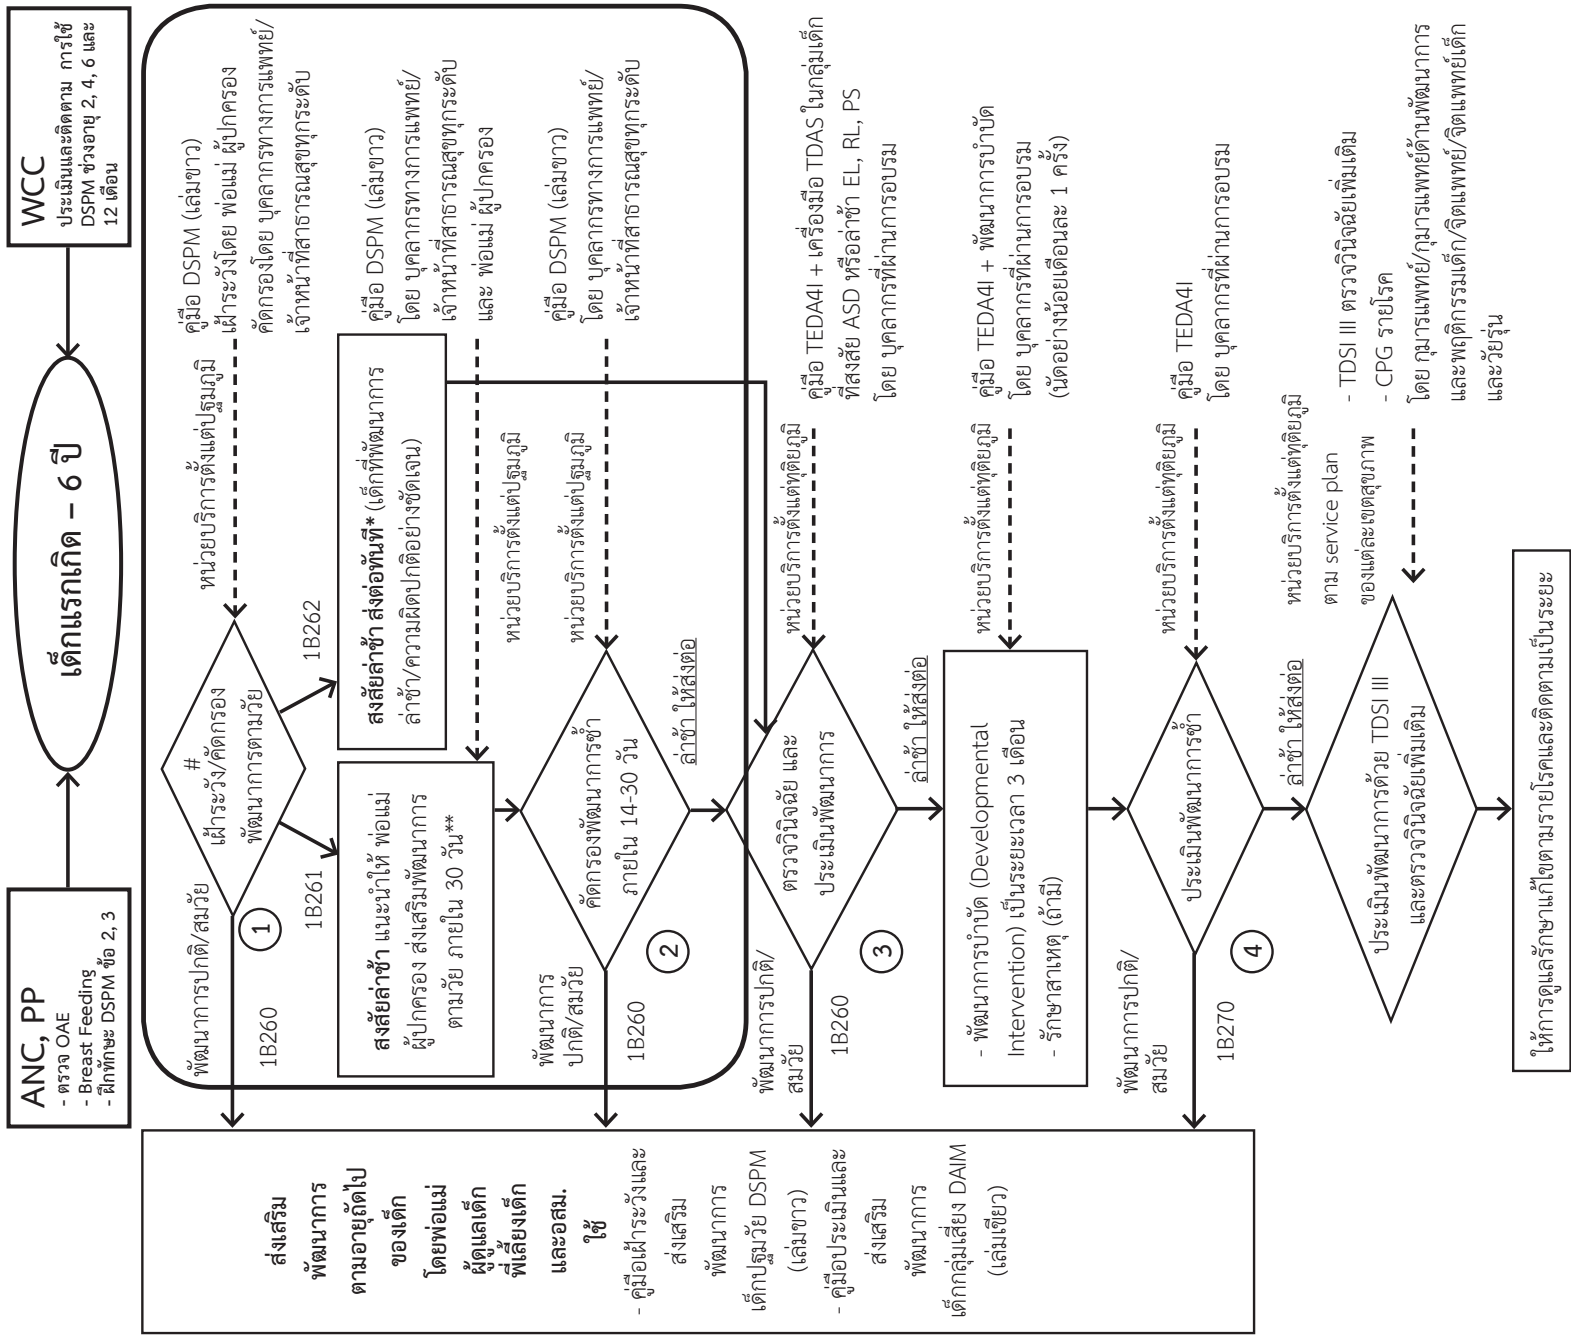 ANC, PP
- ตรวจ OAE
- Breast Feeding
- ฝึกทักษะ DSPM ข้อ 2, 3
เด็กแรกเกิด – 6 ปี
WCC
ประเมินและติดตาม การใช้
DSPM ช่วงอายุ 2, 4, 6 และ
12 เดือน
#
เฝ้าระวัง/คัดกรอง
พัฒนาการตามวัย
1
หน่วยบริการตั้งแต่ปฐมภูมิ
คู่มือ DSPM (เล่มขาว)
เฝ้าระวังโดย พ่อแม่ ผู้ปกครอง
คัดกรองโดย บุคลากรทางการแพทย์/
เจ้าหน้าที่สาธารณสุขทุกระดับ
พัฒนาการปกติ/สมวัย
1B260
1B261
1B262
สงสัยล่าช้า แนะนำให้ พ่อแม่
ผู้ปกครอง ส่งเสริมพัฒนาการ
ตามวัย ภายใน 30 วัน**
สงสัยล่าช้า ส่งต่อทันที* (เด็กที่พัฒนาการ
ล่าช้า/ความผิดปกติอย่างชัดเจน)
หน่วยบริการตั้งแต่ปฐมภูมิ
คู่มือ DSPM (เล่มขาว)
โดย บุคลากรทางการแพทย์/
เจ้าหน้าที่สาธารณสุขทุกระดับ
และ พ่อแม่ ผู้ปกครอง
คัดกรองพัฒนาการซ้ำ
ภายใน 14-30 วัน
2
หน่วยบริการตั้งแต่ปฐมภูมิ
คู่มือ DSPM (เล่มขาว)
โดย บุคลากรทางการแพทย์/
เจ้าหน้าที่สาธารณสุขทุกระดับ
พัฒนาการ
ปกติ/สมวัย
1B260
ล่าช้า ให้ส่งต่อ
ตรวจวินิจฉัย และ
ประเมินพัฒนาการ
3
หน่วยบริการตั้งแต่ทุติยภูมิ
คู่มือ TEDA4I + เครื่องมือ TDAS ในกลุ่มเด็ก
ที่สงสัย ASD หรือล่าช้า EL, RL, PS
โดย บุคลากรที่ผ่านการอบรม
พัฒนาการปกติ/
สมวัย
1B260
ล่าช้า ให้ส่งต่อ
- พัฒนาการบำบัด (Developmental
Intervention) เป็นระยะเวลา 3 เดือน
- รักษาสาเหตุ (ถ้ามี)
หน่วยบริการตั้งแต่ทุติยภูมิ
คู่มือ TEDA4I + พัฒนาการบำบัด
โดย บุคลากรที่ผ่านการอบรม
(นัดอย่างน้อยเดือนละ 1 ครั้ง)
ประเมินพัฒนาการซ้ำ
4
หน่วยบริการตั้งแต่ทุติยภูมิ
คู่มือ TEDA4I
โดย บุคลากรที่ผ่านการอบรม
พัฒนาการปกติ/
สมวัย
1B270
ล่าช้า ให้ส่งต่อ
ประเมินพัฒนาการด้วย TDSI III
และตรวจวินิจฉัยเพิ่มเติม
หน่วยบริการตั้งแต่ทุติยภูมิ
ตาม service plan
ของแต่ละเขตสุขภาพ
- TDSI III ตรวจวินิจฉัยเพิ่มเติม
- CPG รายโรค
โดย กุมารแพทย์/กุมารแพทย์ด้านพัฒนาการ
และพฤติกรรมเด็ก/จิตแพทย์/จิตแพทย์เด็ก
และวัยรุ่น
ให้การดูแลรักษาแก้ไขตามรายโรคและติดตามเป็นระยะ
ส่งเสริม
พัฒนาการ
ตามอายุถัดไป
ของเด็ก
โดยพ่อแม่
ผู้ดูแลเด็ก
พี่เลี้ยงเด็ก
และอสม.
ใช้
- คู่มือเฝ้าระวังและ
ส่งเสริม
พัฒนาการ
เด็กปฐมวัย DSPM
(เล่มขาว)
- คู่มือประเมินและ
ส่งเสริม
พัฒนาการ
เด็กกลุ่มเสี่ยง DAIM
(เล่มเขียว)